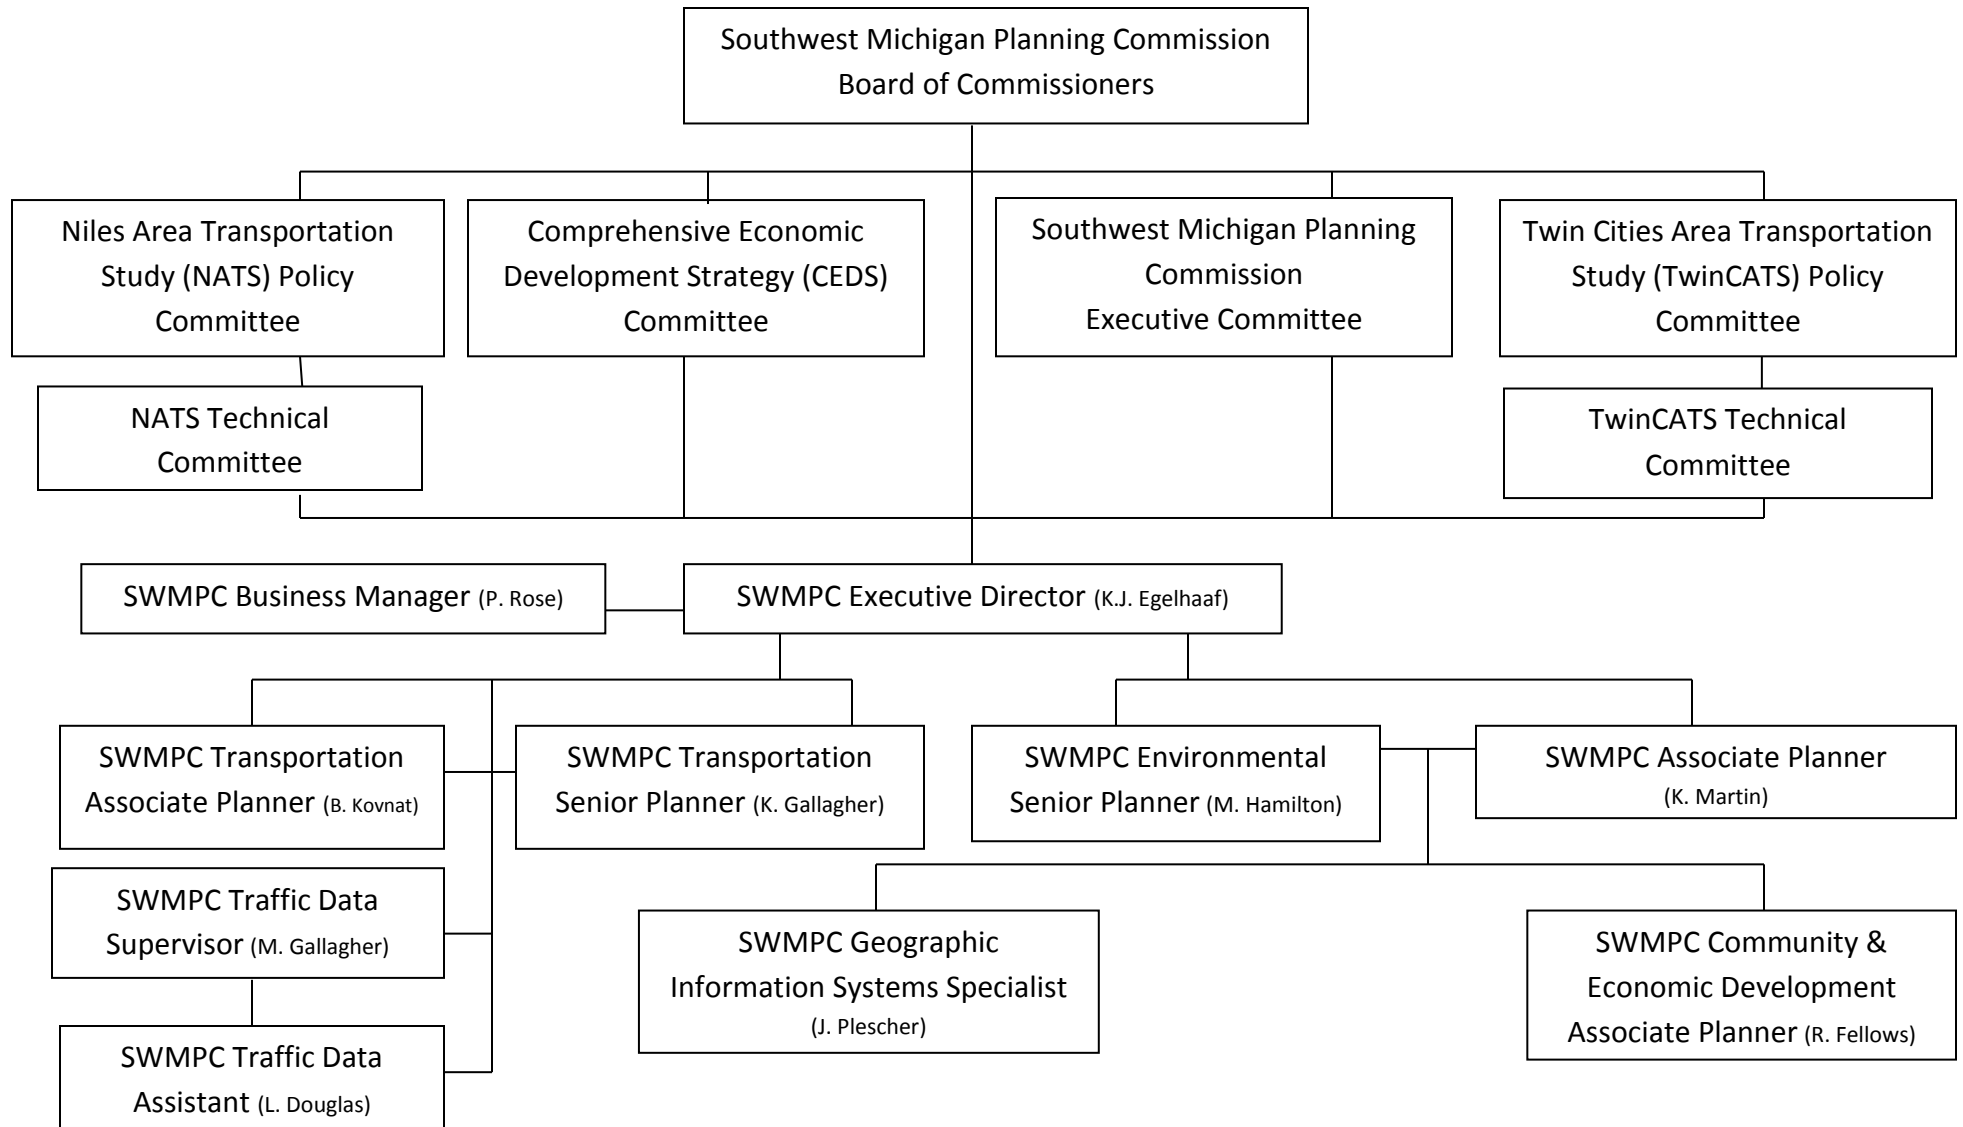 Southwest Michigan Planning Commission
Board of Commissioners
Niles Area Transportation
Study (NATS) Policy
Committee
Comprehensive Economic
Development Strategy (CEDS)
Committee
Southwest Michigan Planning
Commission
Executive Committee
Twin Cities Area Transportation
Study (TwinCATS) Policy
Committee
NATS Technical
Committee
TwinCATS Technical
Committee
SWMPC Business Manager (P. Rose)
SWMPC Executive Director (K.J. Egelhaaf)
SWMPC Transportation
Associate Planner (B. Kovnat)
SWMPC Transportation
Senior Planner (K. Gallagher)
SWMPC Environmental
Senior Planner (M. Hamilton)
SWMPC Associate Planner
(K. Martin)
SWMPC Traffic Data
Supervisor (M. Gallagher)
SWMPC Geographic
Information Systems Specialist
(J. Plescher)
SWMPC Community &
Economic Development
Associate Planner (R. Fellows)
SWMPC Traffic Data
Assistant (L. Douglas)